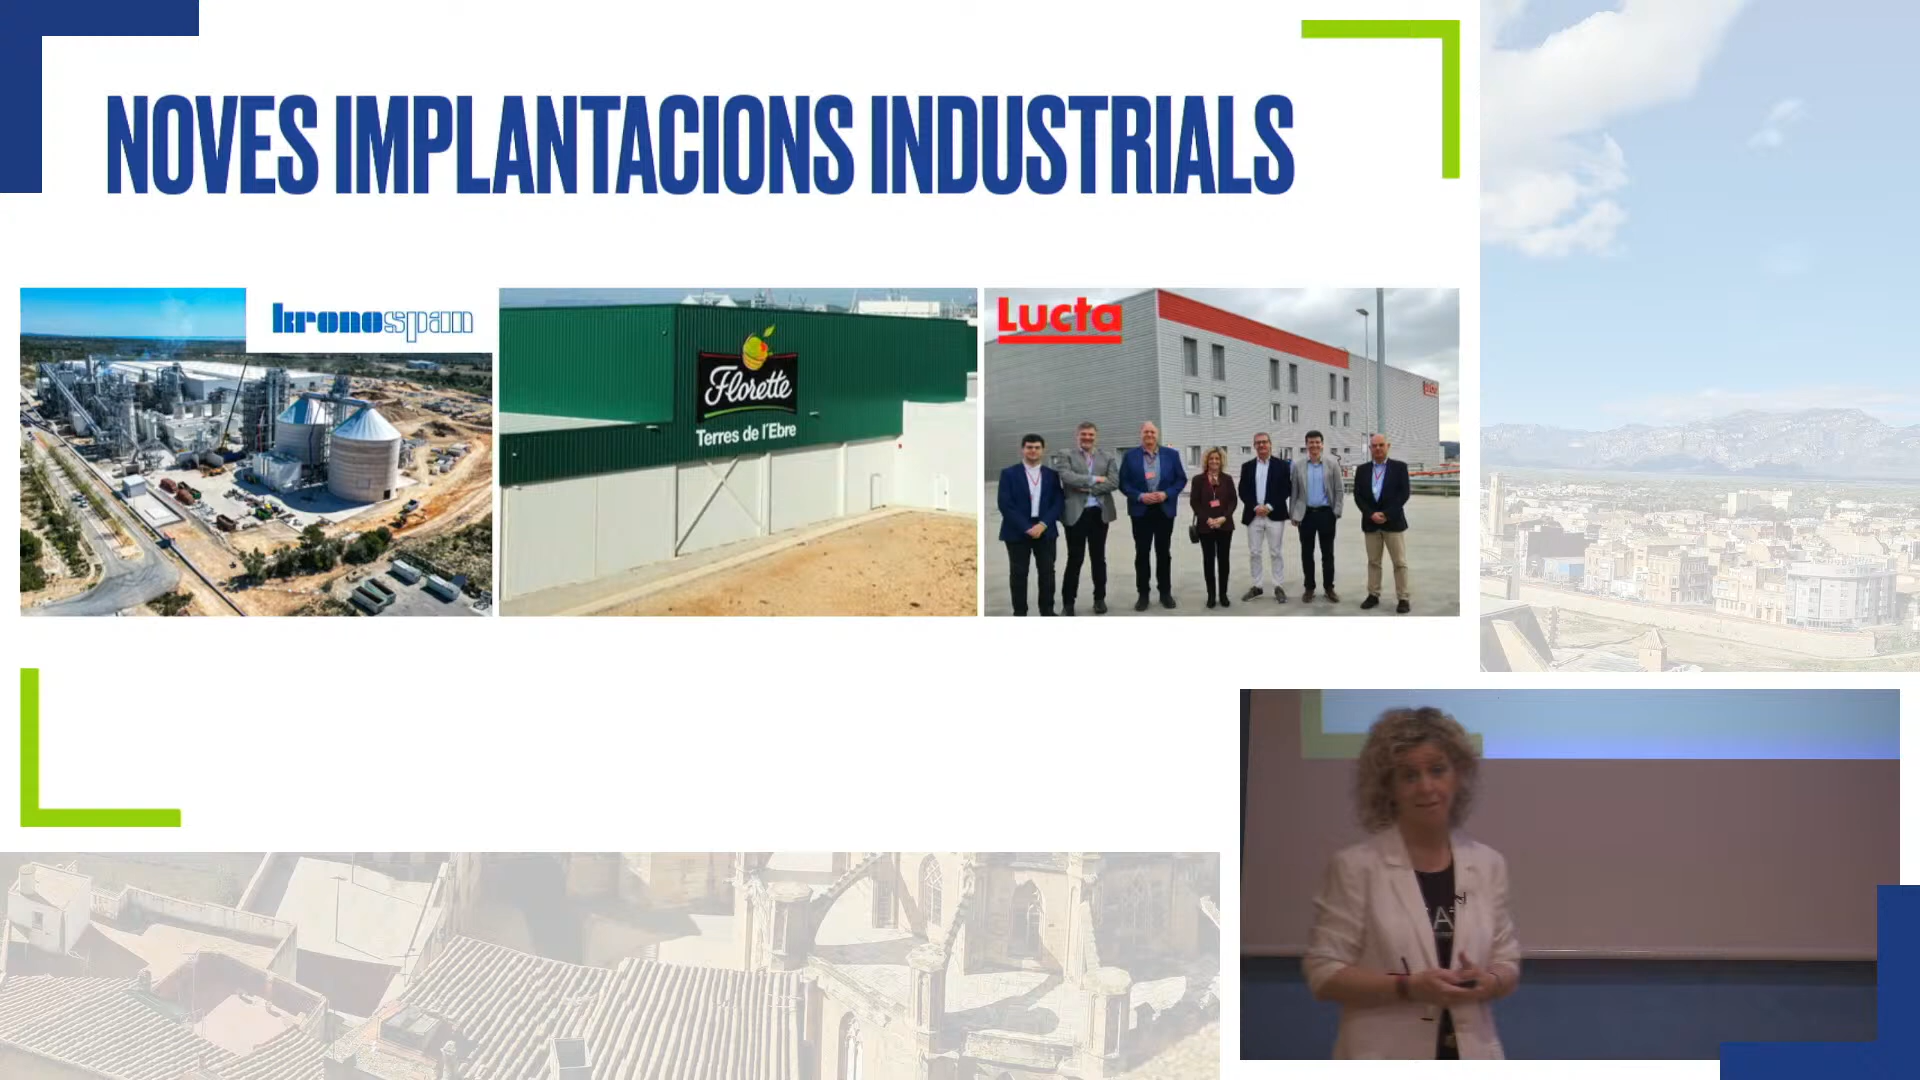 NOVES IMPLANTACIONS INDUSTRIALS
kronospan
Florette
Terres de l'Ebre
Lucta